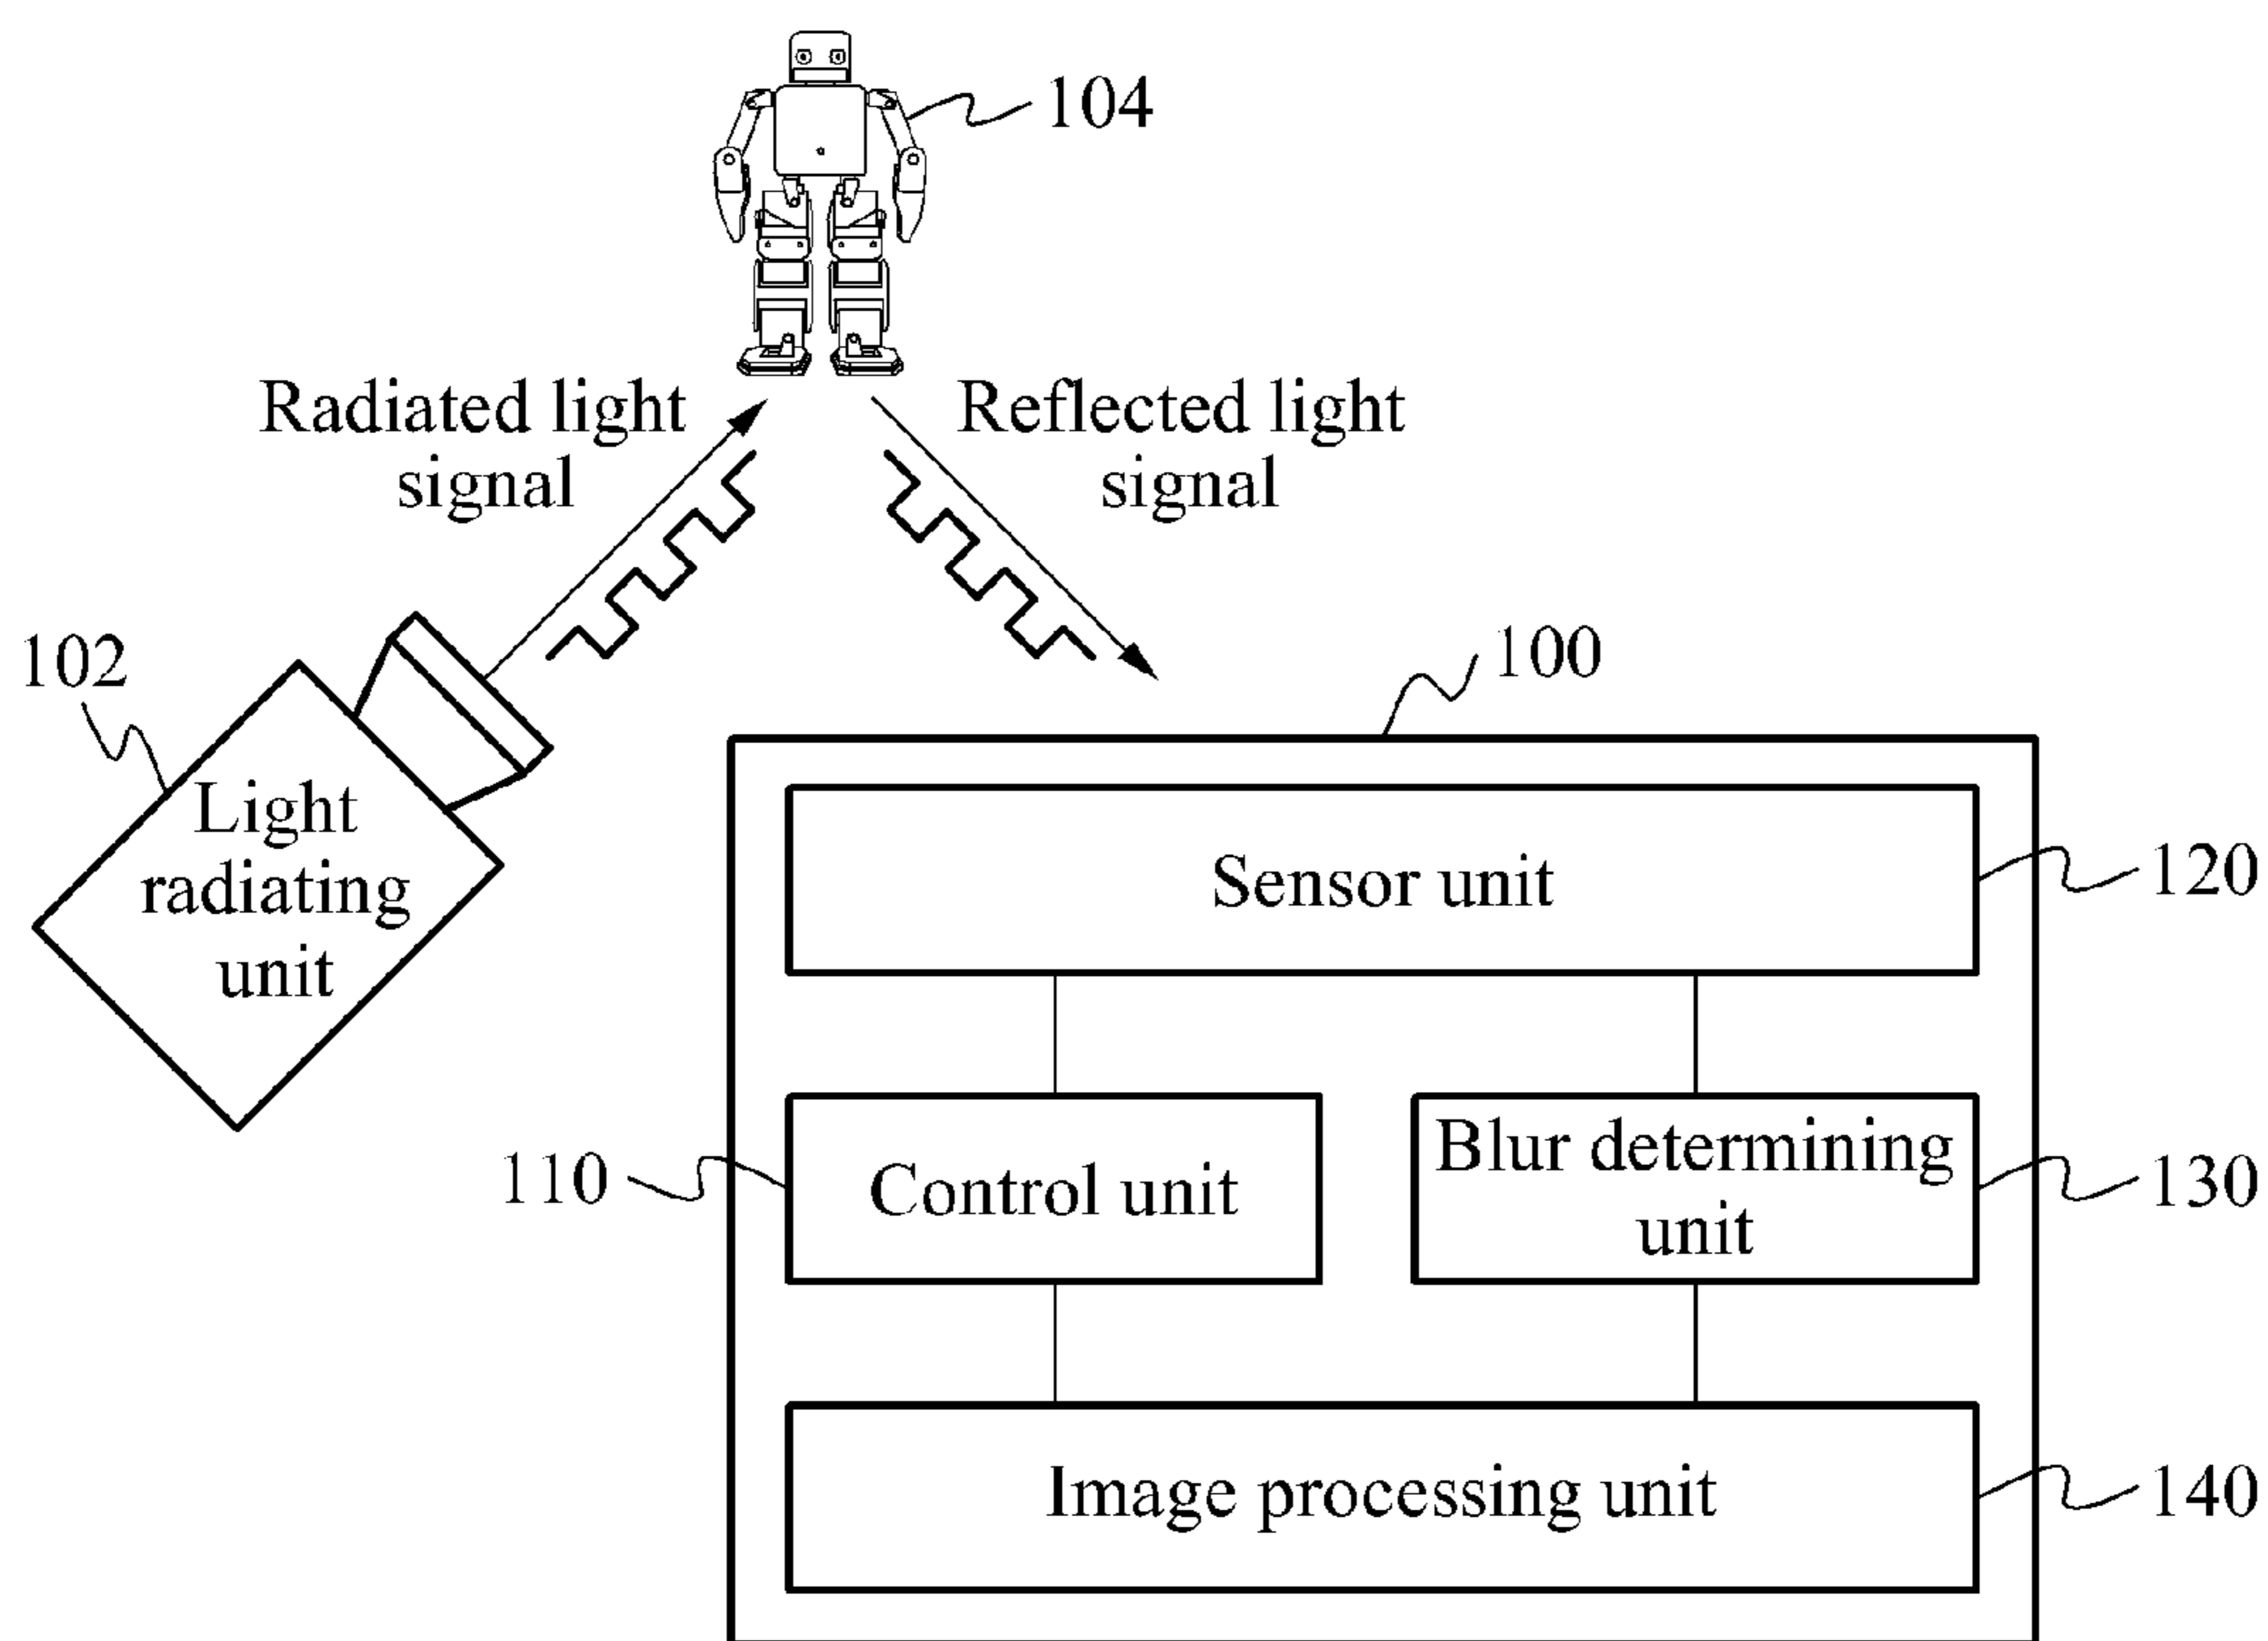 104
Radiated light
signal
Reflected light
signal
102
100
Light
radiating
unit
Sensor unit
120
110
Control unit
Blur determining
unit
130
Image processing unit
140